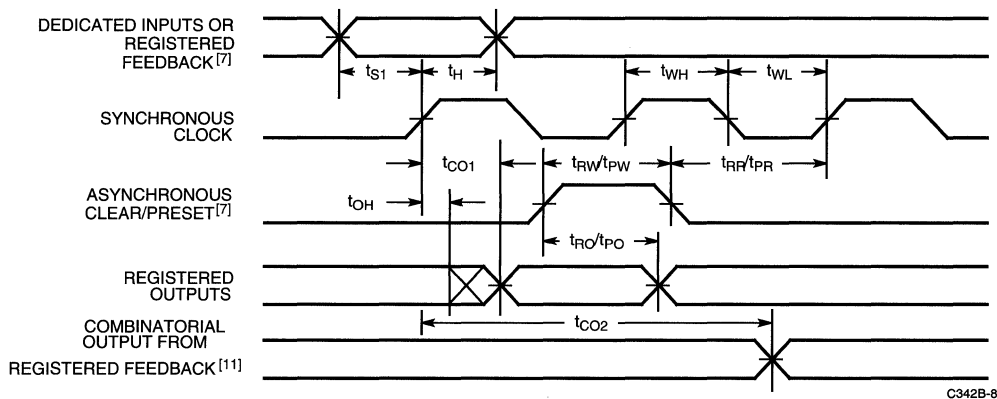 DEDICATED INPUTS OR
REGISTERED
FEEDBACK[7]
tS1
tH
tWH
tWL
SYNCHRONOUS
CLOCK
tCO1
tRW/tPW
tRR/tPR
ASYNCHRONOUS
CLEAR/PRESET[7]
tOH
tRO/tPO
REGISTERED
OUTPUTS
COMBINATORIAL
OUTPUT FROM
REGISTERED FEEDBACK[11]
tCO2
C342B-8